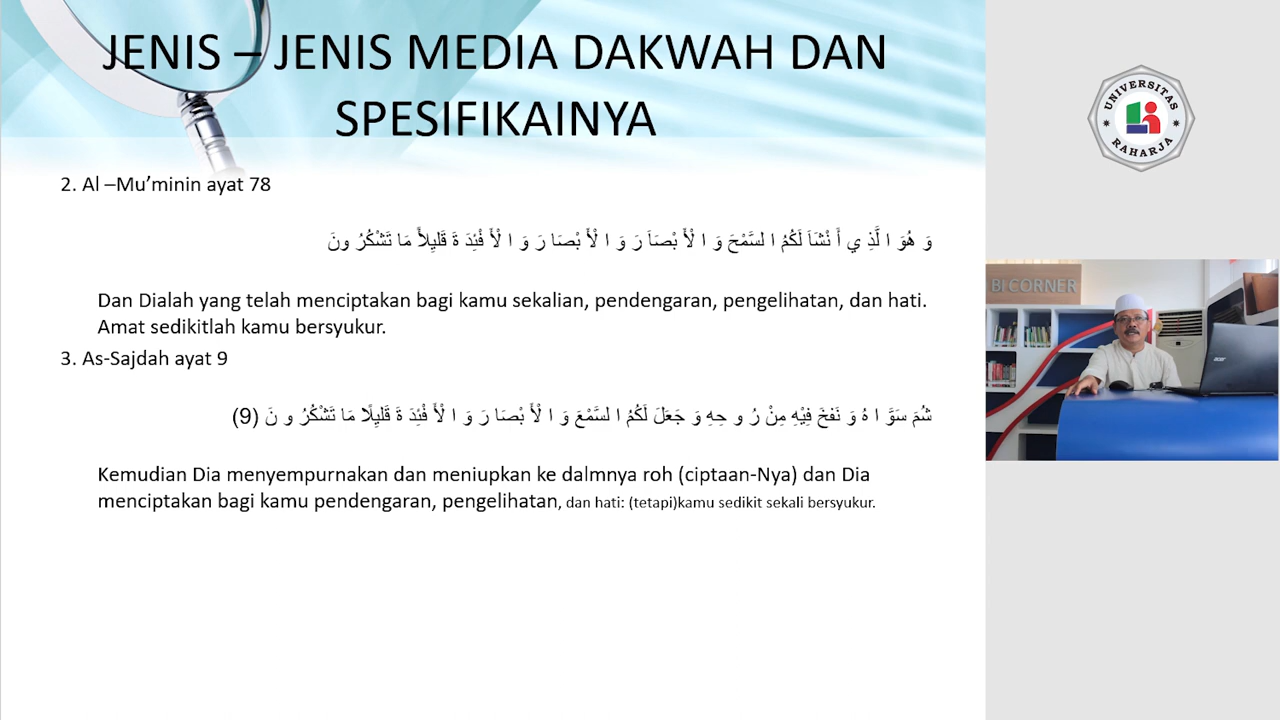 JENIS – JENIS MEDIA DAKWAH DAN
SPESIFIKAINYA
2. Al –Mu’minin ayat 78
وَ هُوَ ا لَّذِ ي أَ نْشَاَ لَكُمُ ا لسَّمْحَ وَ ا لْأَ بْصَاَ رَ وَ ا لْأَ بْصَا رَ وَ ا لْأَ فْئِدَ ةَ قَلِيِلاً مَا تَشْكُرُ ونَ
Dan Dialah yang telah menciptakan bagi kamu sekalian, pendengaran, pengelihatan, dan hati.
Amat sedikitlah kamu bersyukur.
3. As-Sajdah ayat 9
ثُمَ سَوَّ ا هُ وَ نَفَخَ فِيْهِ مِنْ رُ و حِهِ وَ جَعَلَ لَكُمُ ا لسَّمْعَ وَ ا لْأَ بْصَا رَ وَ ا لْأَ فْئِدَ ةَ قَلِيِلًا مَا تَشْكُرُ و نَ (9)
Kemudian Dia menyempurnakan dan meniupkan ke dalmnya roh (ciptaan-Nya) dan Dia
menciptakan bagi kamu pendengaran, pengelihatan, dan hati: (tetapi)kamu sedikit sekali bersyukur.
UNIVERSITAS
RAHARJA
BI CORNER
acer